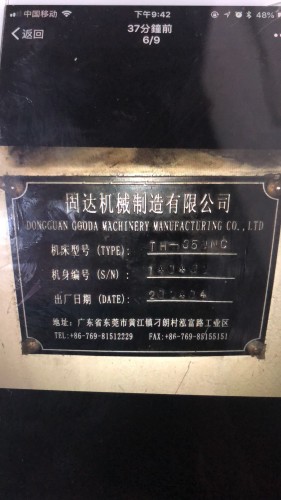 中国移动
下午9:42
48%
返回
37分鐘前
6/9
固达机械制造有限公司
DONGGUAN GOODA MACHINERY MANUFACTURING CO., LTD
机床型号 (TYPE):
机身编号 (S/N):
出厂日期 (DATE):
地址:广东省东莞市黄江镇刁朗村泓富路工业区
TEL:+86-769-81512229 FAX:+86-769-85155151